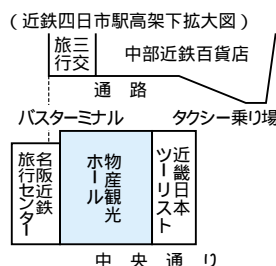 (近鉄四日市駅高架下拡大図)
三交
旅行
中部近鉄百貨店
通路
バスターミナル
タクシー乗り場
名阪近鉄
旅行センター
物産観光
ホール
近畿日本
ツーリスト
中央通り